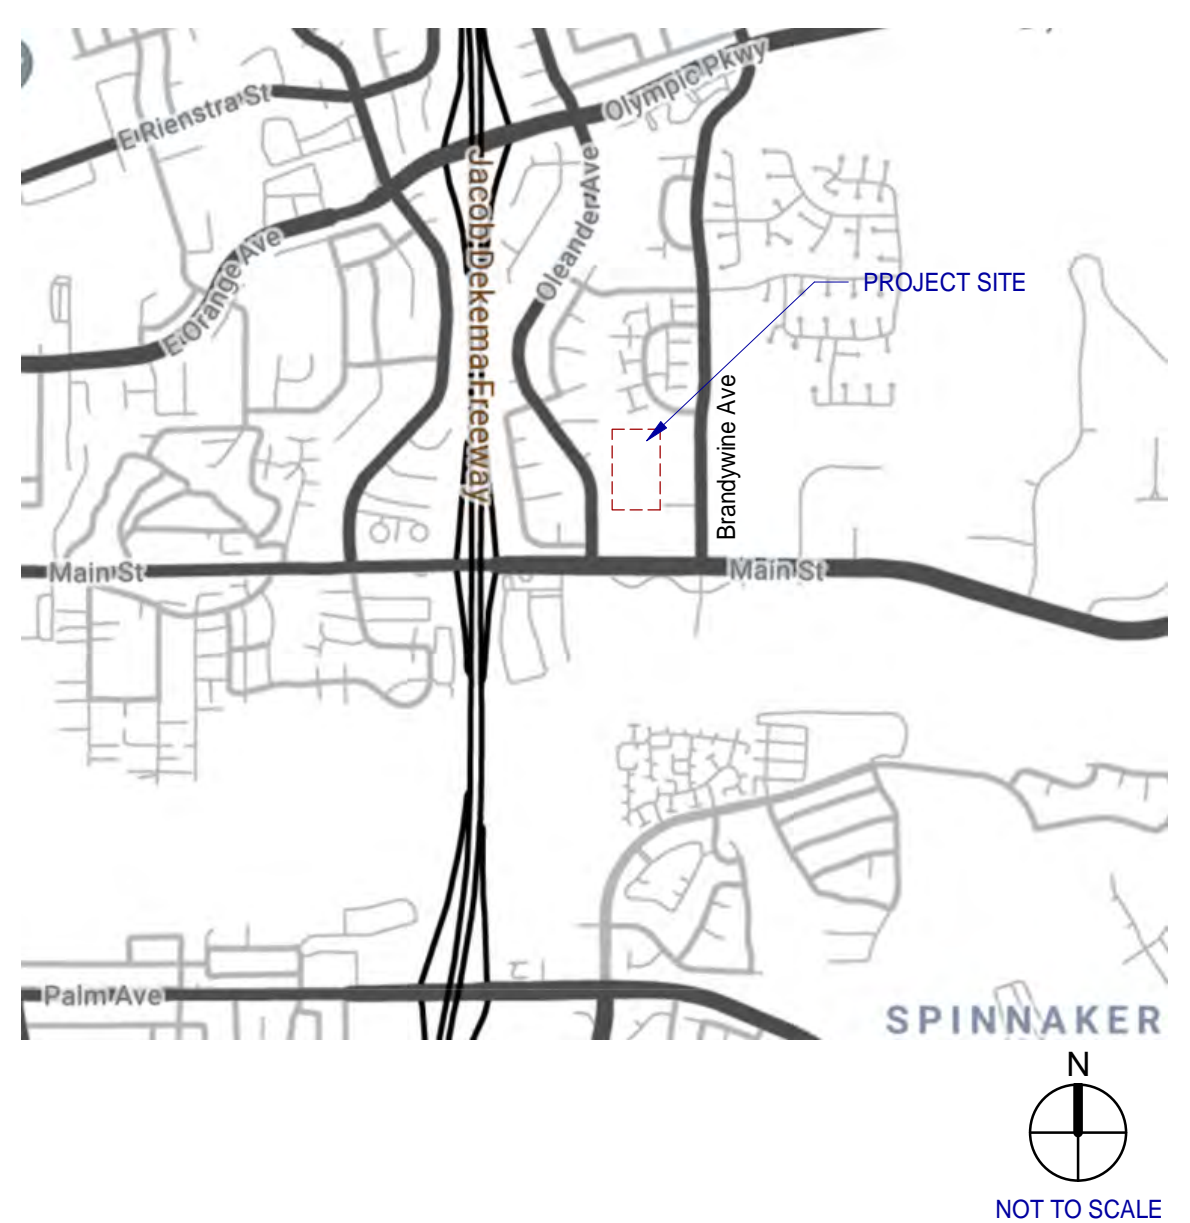 Olympic Pkwy
E Rienstra St
Jacob Dekema Freeway
Oleander Ave
E Orange Ave
PROJECT SITE
Brandywine Ave
Main St
Main St
Palm Ave
SPINNAKER
N
NOT TO SCALE